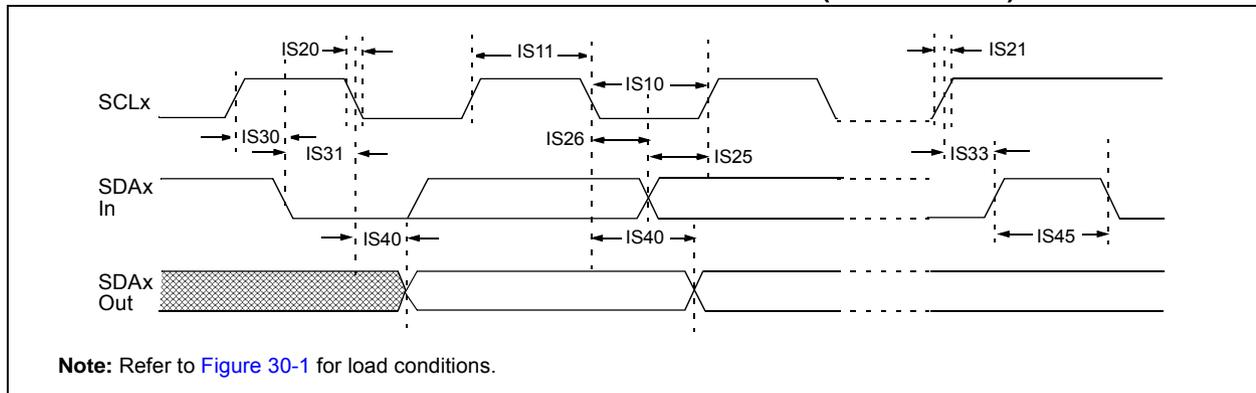 IS20
IS11
IS21
IS10
SCLx
IS30
IS26
IS31
IS25
IS33
SDAx
In
IS40
IS40
IS45
SDAx
Out
Note: Refer to Figure 30-1 for load conditions.